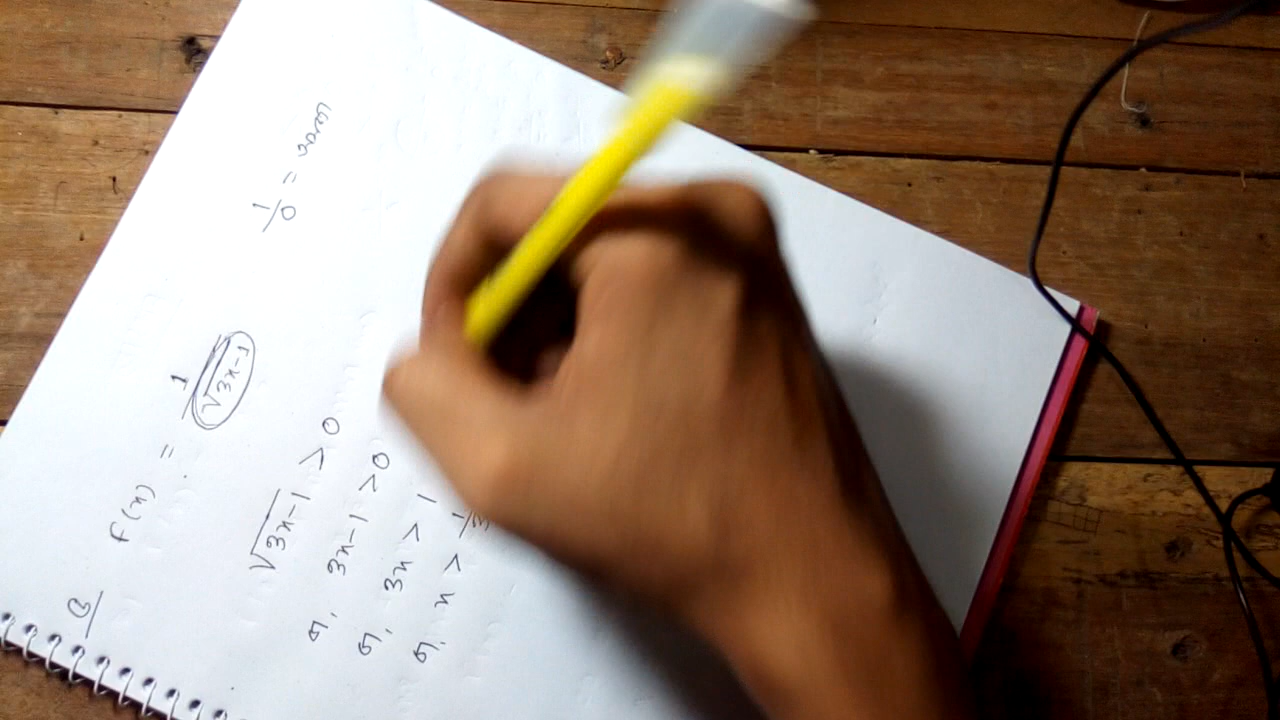 f(x) = 1/√(3x-1)
1/0 =
√(3x-1) > 0
বা, 3x-1 > 0
বা, 3x > 1
বা, x > 1/3